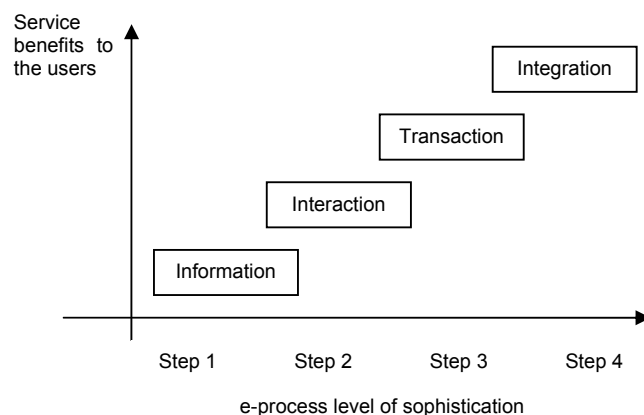 Service
benefits to
the users
Integration
Transaction
Interaction
Information
Step 1 Step 2 Step 3 Step 4
e-process level of sophistication